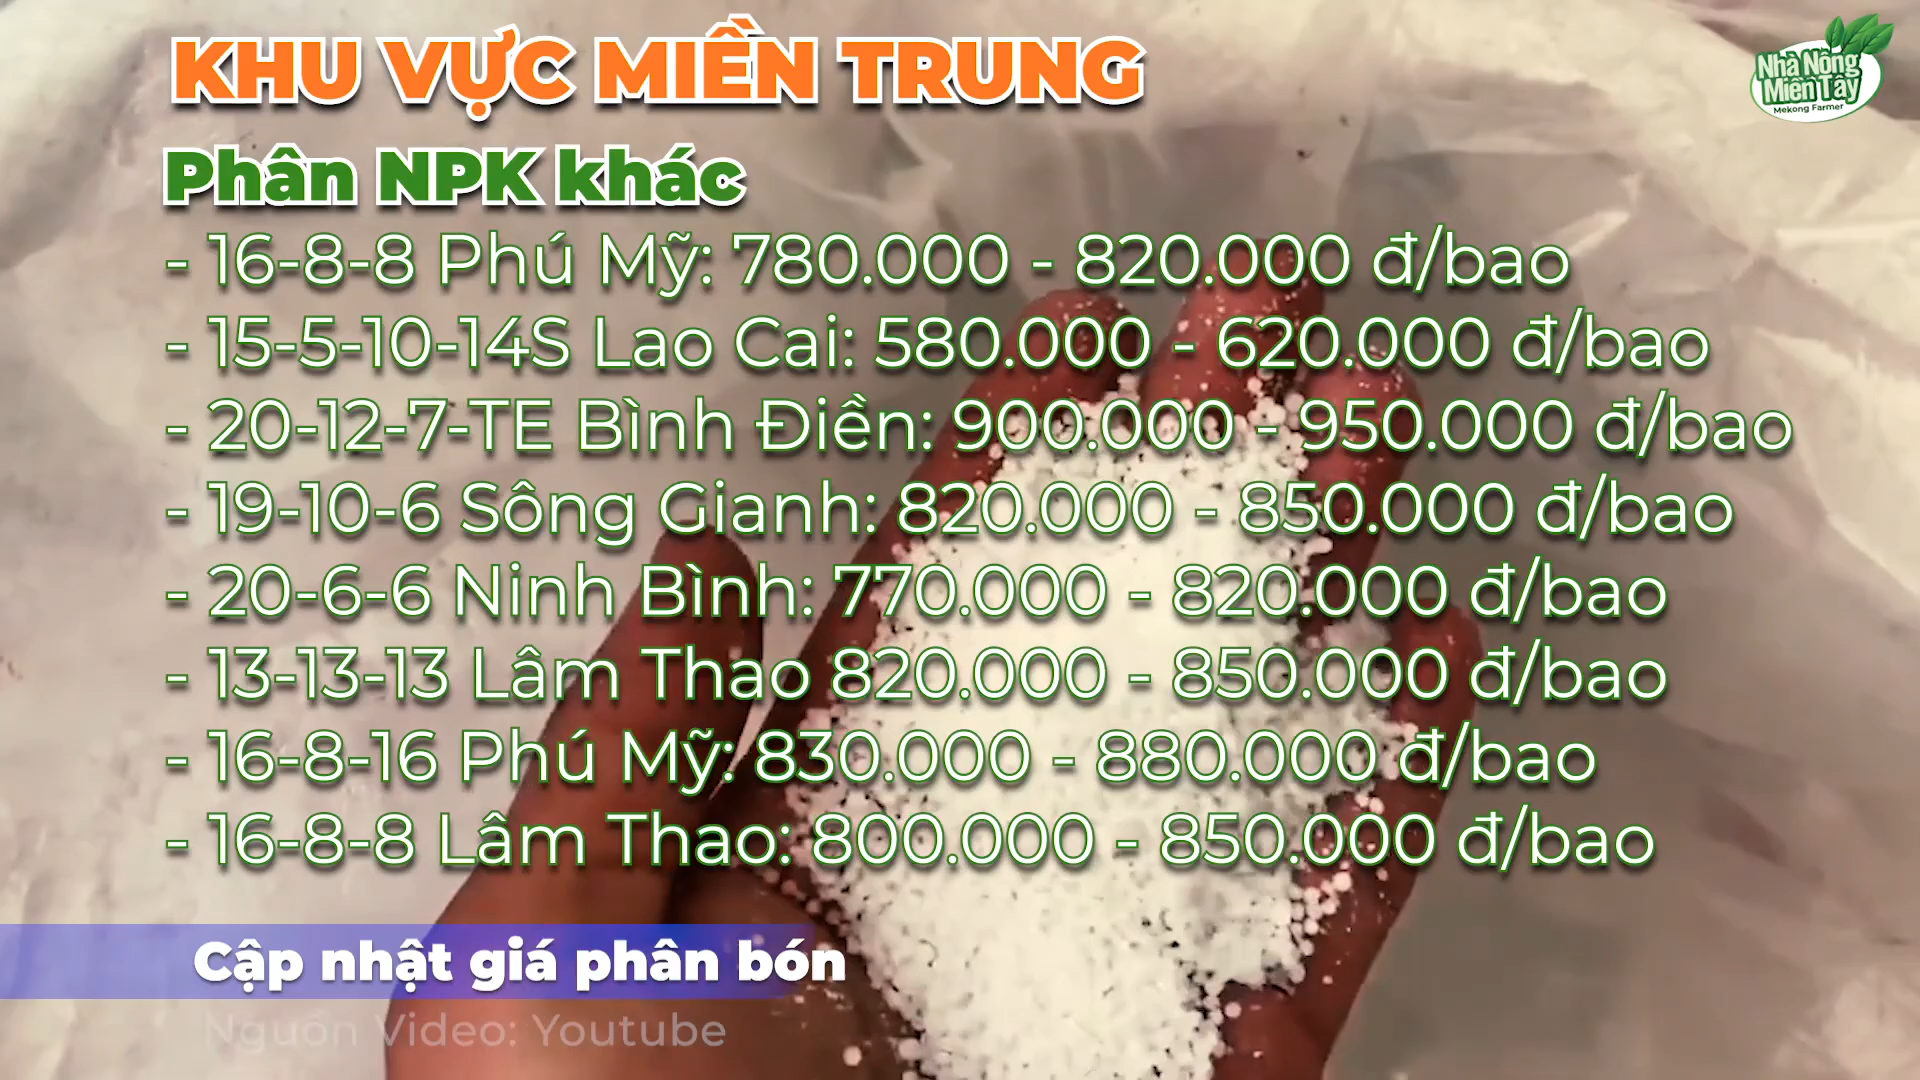 KHU VỰC MIỀN TRUNG
Nhà Nông
Miền Tây
Mekong Farmer
Phân NPK khác
- 16-8-8 Phú Mỹ: 780.000 - 820.000 đ/bao
- 15-5-10-14S Lao Cai: 580.000 - 620.000 đ/bao
- 20-12-7-TE Bình Điền: 900.000 - 950.000 đ/bao
- 19-10-6 Sông Gianh: 820.000 - 850.000 đ/bao
- 20-6-6 Ninh Bình: 770.000 - 820.000 đ/bao
- 13-13-13 Lâm Thao 820.000 - 850.000 đ/bao
- 16-8-16 Phú Mỹ: 830.000 - 880.000 đ/bao
- 16-8-8 Lâm Thao: 800.000 - 850.000 đ/bao
Cập nhật giá phân bón
Nguồn Video: Youtube